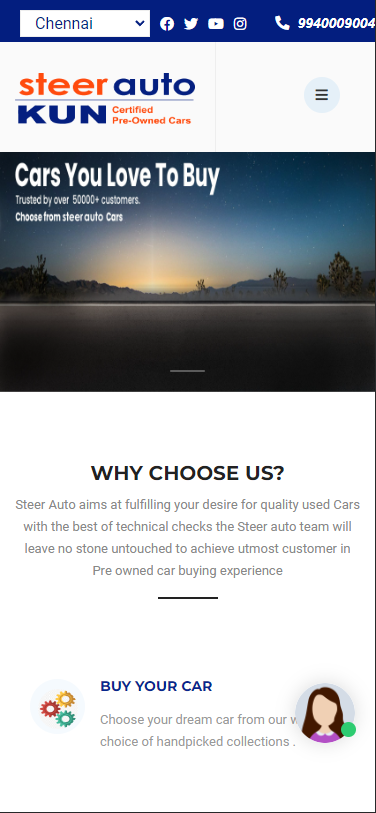 Chennai
9940009004
steer auto
KUN Certified
Pre-Owned Cars
Cars You Love To Buy
Trusted by over 50000+ customers.
Choose from steer auto Cars
WHY CHOOSE US?
Steer Auto aims at fulfilling your desire for quality used Cars
with the best of technical checks the Steer auto team will
leave no stone untouched to achieve utmost customer in
Pre owned car buying experience
BUY YOUR CAR
Choose your dream car from our
choice of handpicked collections .